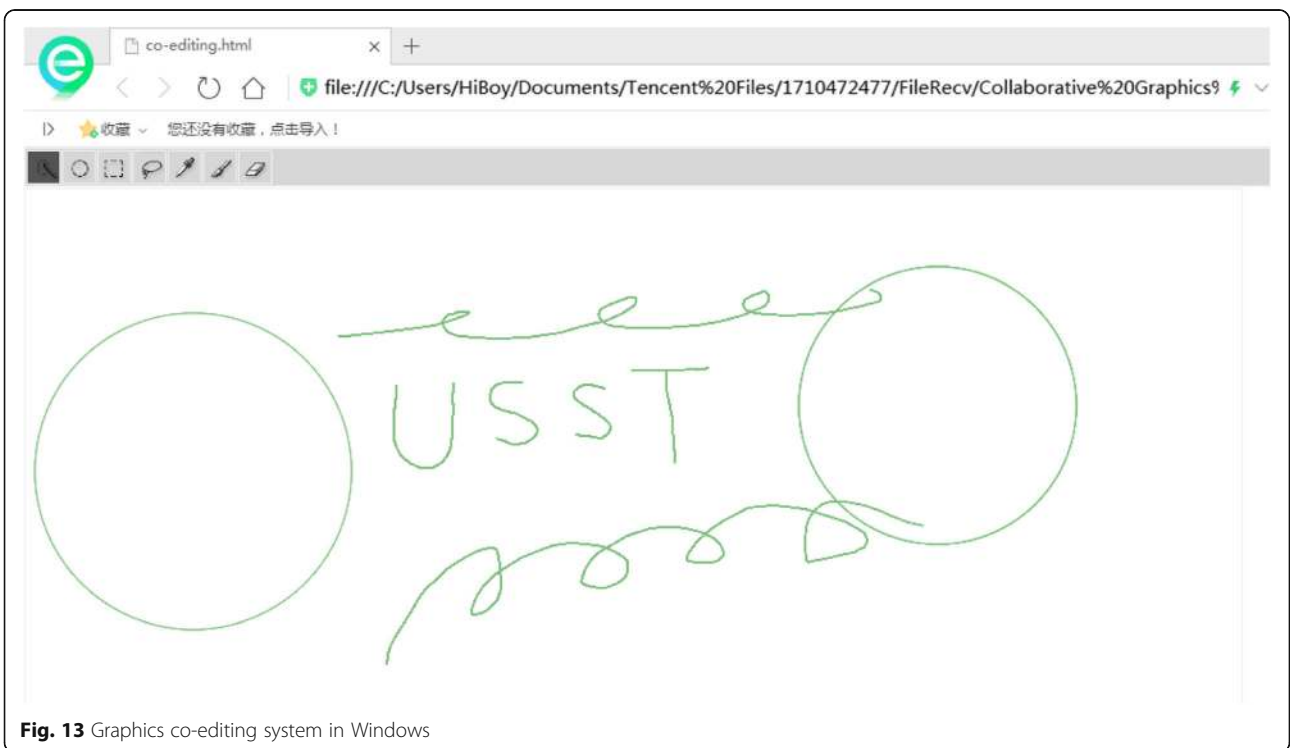 co-editing.html
file:///C:/Users/HiBoy/Documents/Tencent%20Files/1710472477/FileRecv/Collaborative%20Graphics9
收藏 您还没有收藏，点击导入！
USST
Fig. 13 Graphics co-editing system in Windows